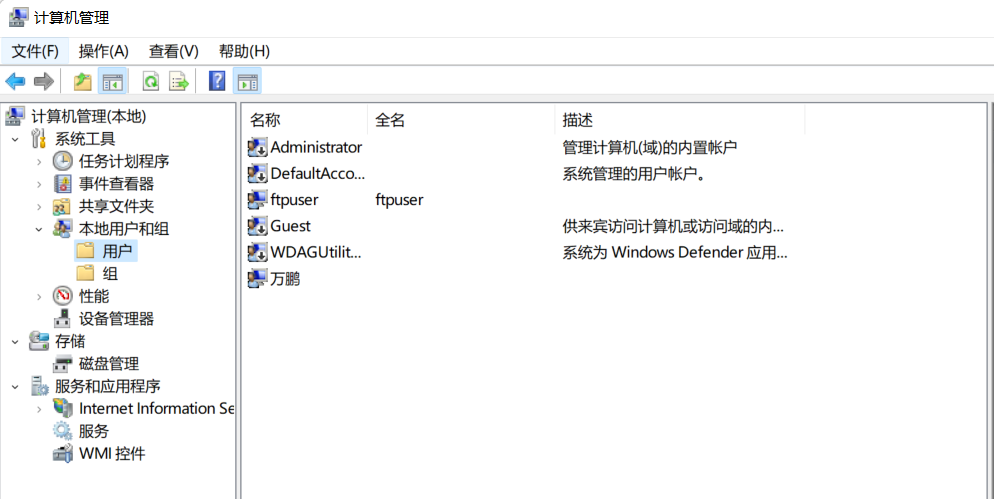 计算机管理
文件(F) 操作(A) 查看(V) 帮助(H)
计算机管理(本地)
系统工具
任务计划程序
事件查看器
共享文件夹
本地用户和组
用户
组
性能
设备管理器
存储
磁盘管理
服务和应用程序
Internet Information Se
服务
WMI 控件
名称 全名 描述
Administrator 管理计算机(域)的内置帐户
DefaultAcco... 系统管理的用户帐户。
ftpuser ftpuser
Guest 供来宾访问计算机或访问域的内...
WDAGUtilit... 系统为 Windows Defender 应用...
万鹏